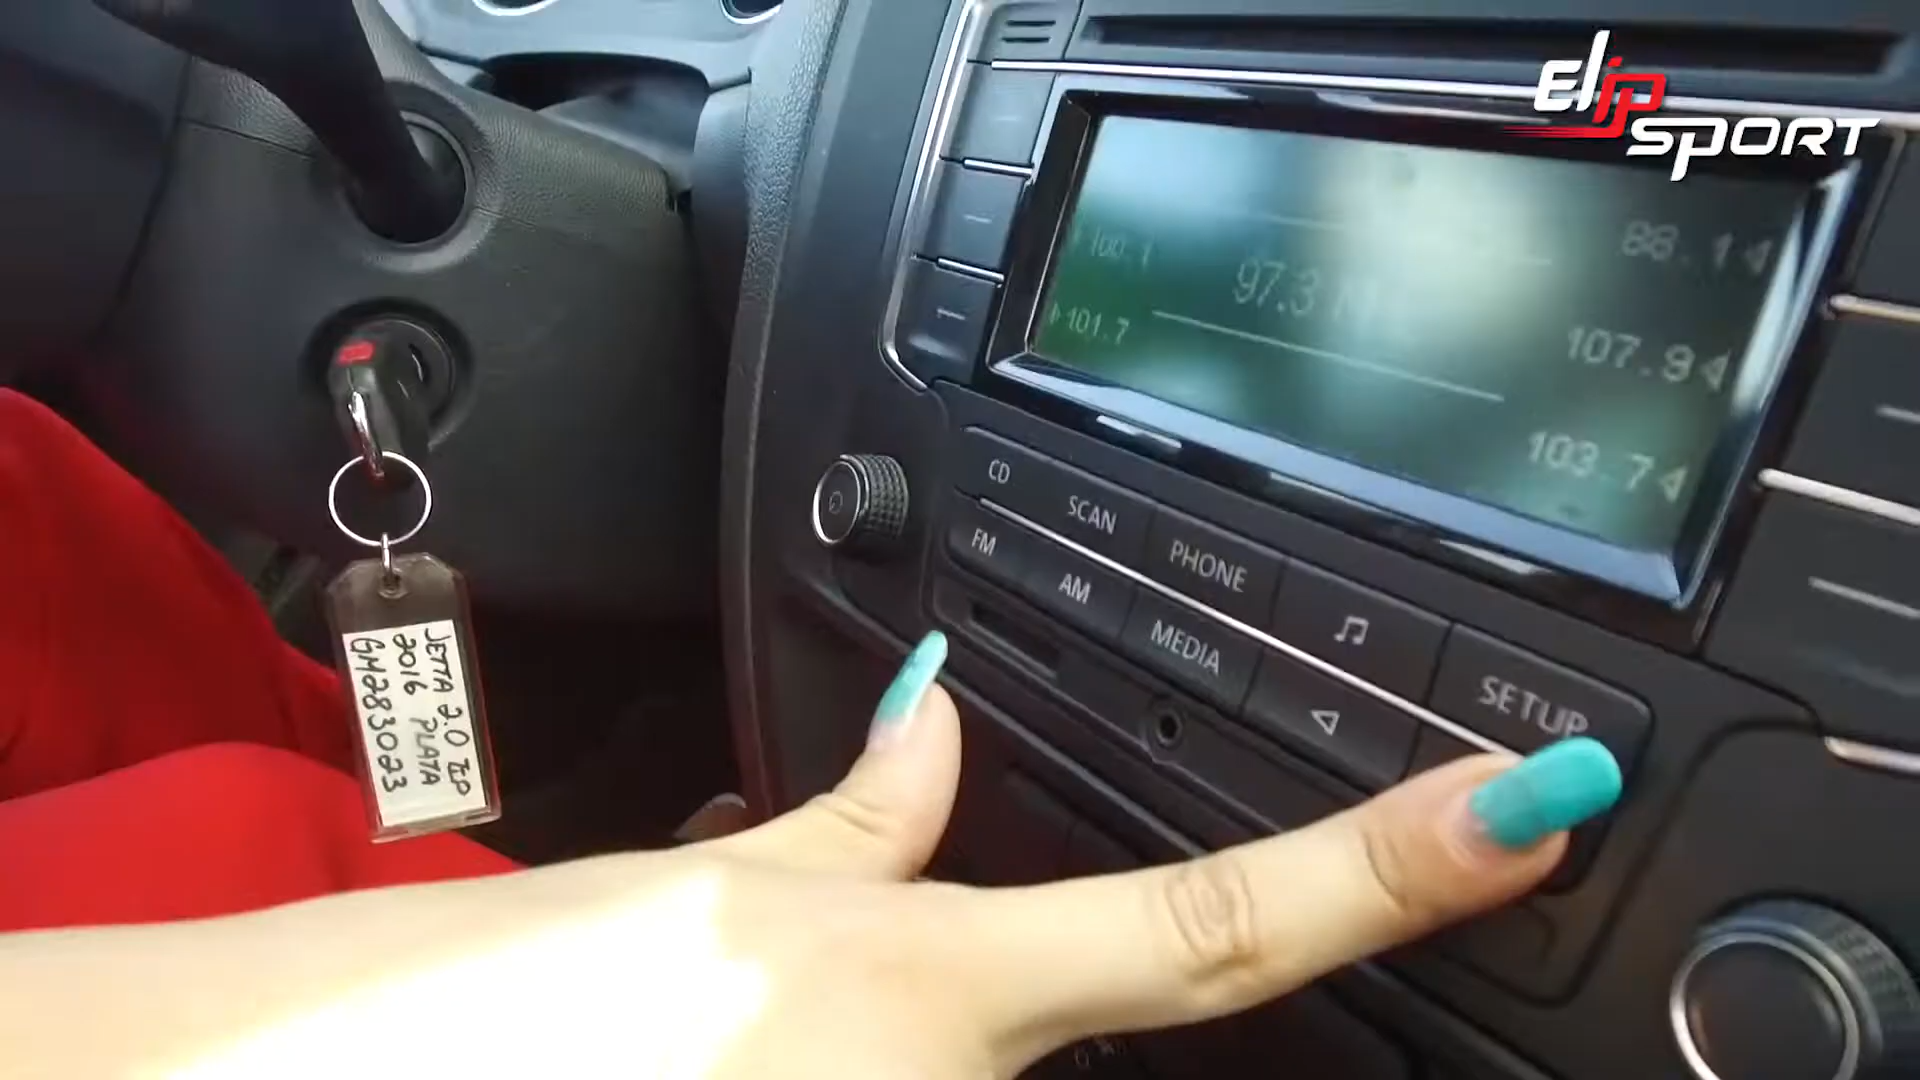 Elip
SPORT
88.1
100.1
97.3
101.7
107.9
103.7
CD
SCAN
PHONE
FM
AM
MEDIA
SETUP
JETTA 2.0 TIP
2016 PLATA
GM283023